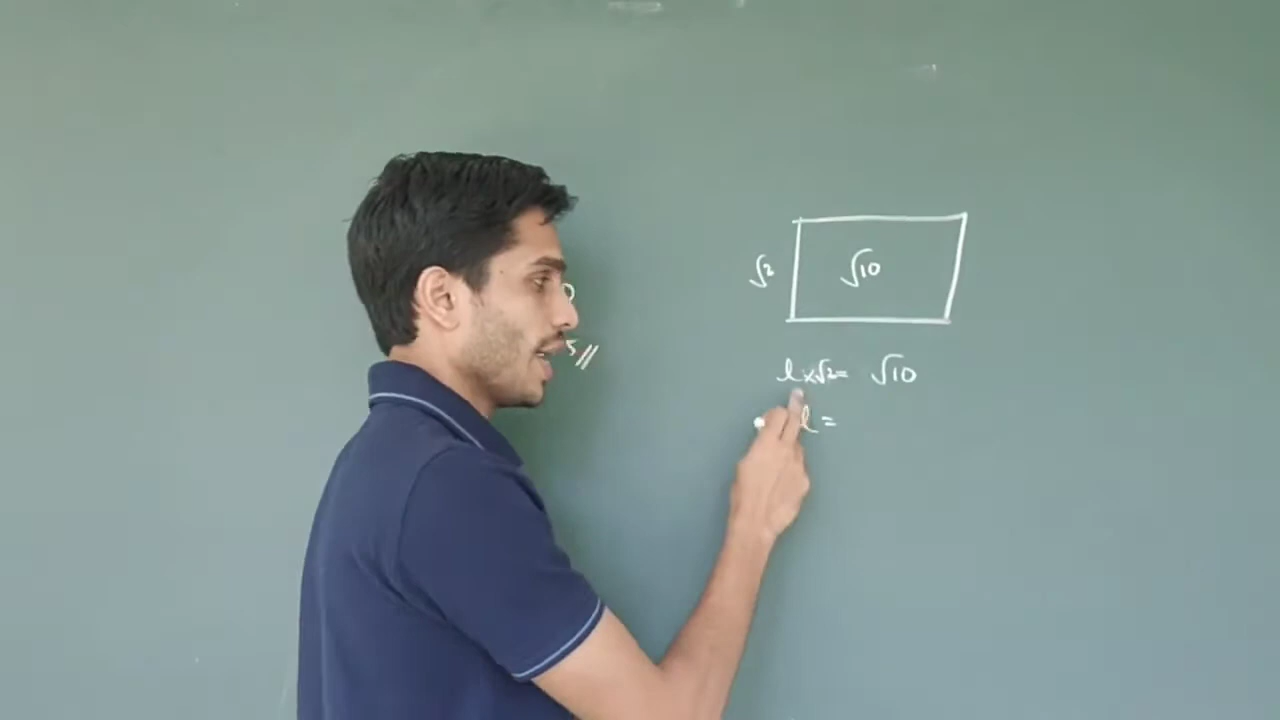 √2
√10
l×√2= √10
l =